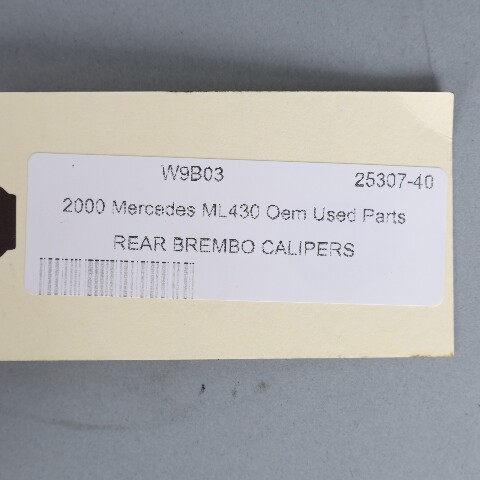 W9B03 25307-40
2000 Mercedes ML430 Oem Used Parts
REAR BREMBO CALIPERS